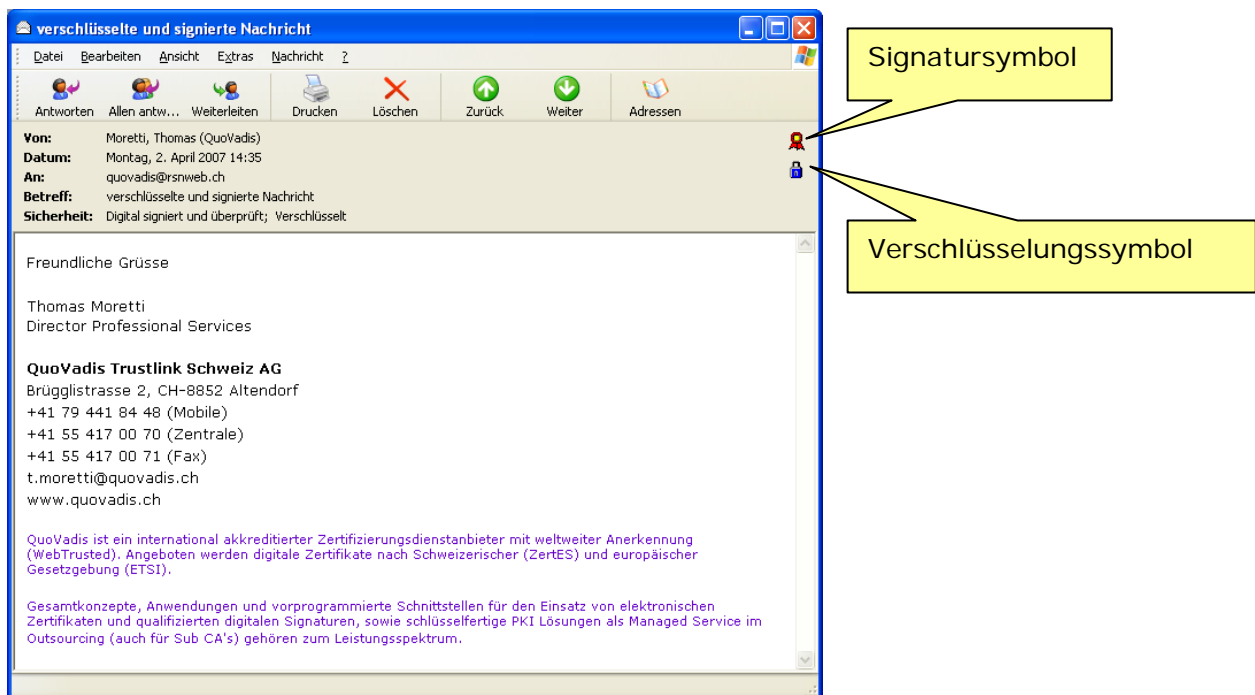 verschlüsselte und signierte Nachricht
Datei Bearbeiten Ansicht Extras Nachricht ?
Antworten Allen antw... Weiterleiten Drucken Löschen Zurück Weiter Adressen
Von: Moretti, Thomas (QuoVadis)
Datum: Montag, 2. April 2007 14:35
An: quovadis@rsnweb.ch
Betreff: verschlüsselte und signierte Nachricht
Sicherheit: Digital signiert und überprüft; Verschlüsselt
Signatursymbol
Verschlüsselungssymbol
Freundliche Grüsse
Thomas Moretti
Director Professional Services
QuoVadis Trustlink Schweiz AG
Brügglistrasse 2, CH-8852 Altendorf
+41 79 441 84 48 (Mobile)
+41 55 417 00 70 (Zentrale)
+41 55 417 00 71 (Fax)
t.moretti@quovadis.ch
www.quovadis.ch
QuoVadis ist ein international akkreditierter Zertifizierungsdienstanbieter mit weltweiter Anerkennung
(WebTrusted). Angeboten werden digitale Zertifikate nach Schweizerischer (ZertES) und europäischer
Gesetzgebung (ETSI).
Gesamtkonzepte, Anwendungen und vorprogrammierte Schnittstellen für den Einsatz von elektronischen
Zertifikaten und qualifizierten digitalen Signaturen, sowie schlüsselfertige PKI Lösungen als Managed Service im
Outsourcing (auch für Sub CA's) gehören zum Leistungsspektrum.